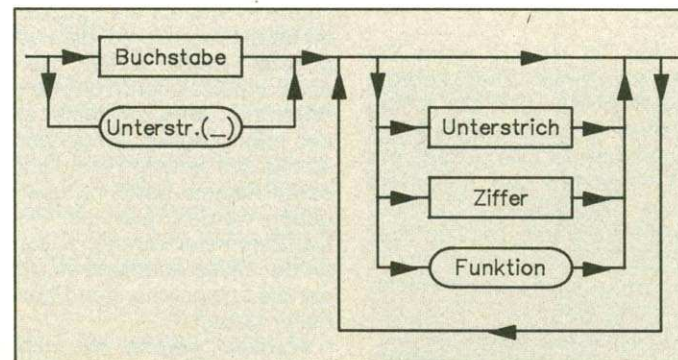 Buchstabe
Unterstr.(_)
Unterstrich
Ziffer
Funktion